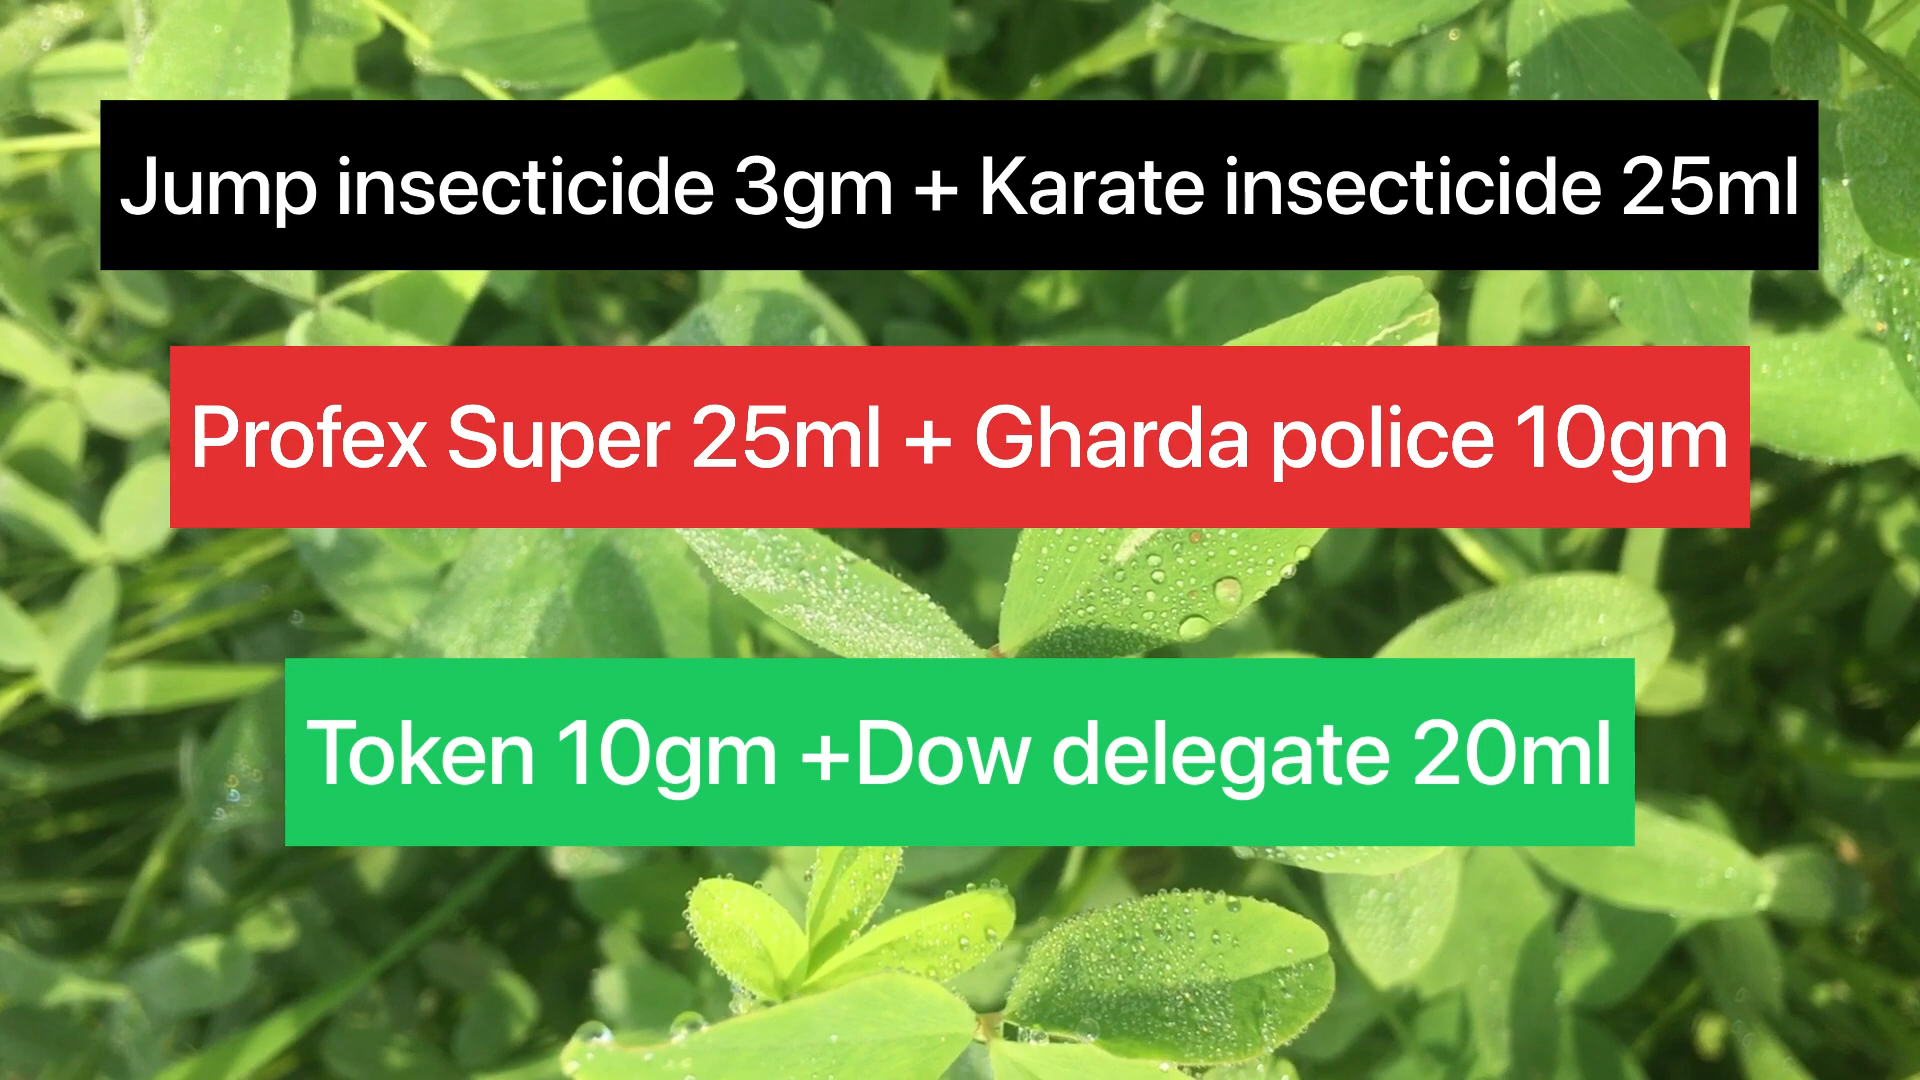 Jump insecticide 3gm + Karate insecticide 25ml
Profex Super 25ml + Gharda police 10gm
Token 10gm +Dow delegate 20ml